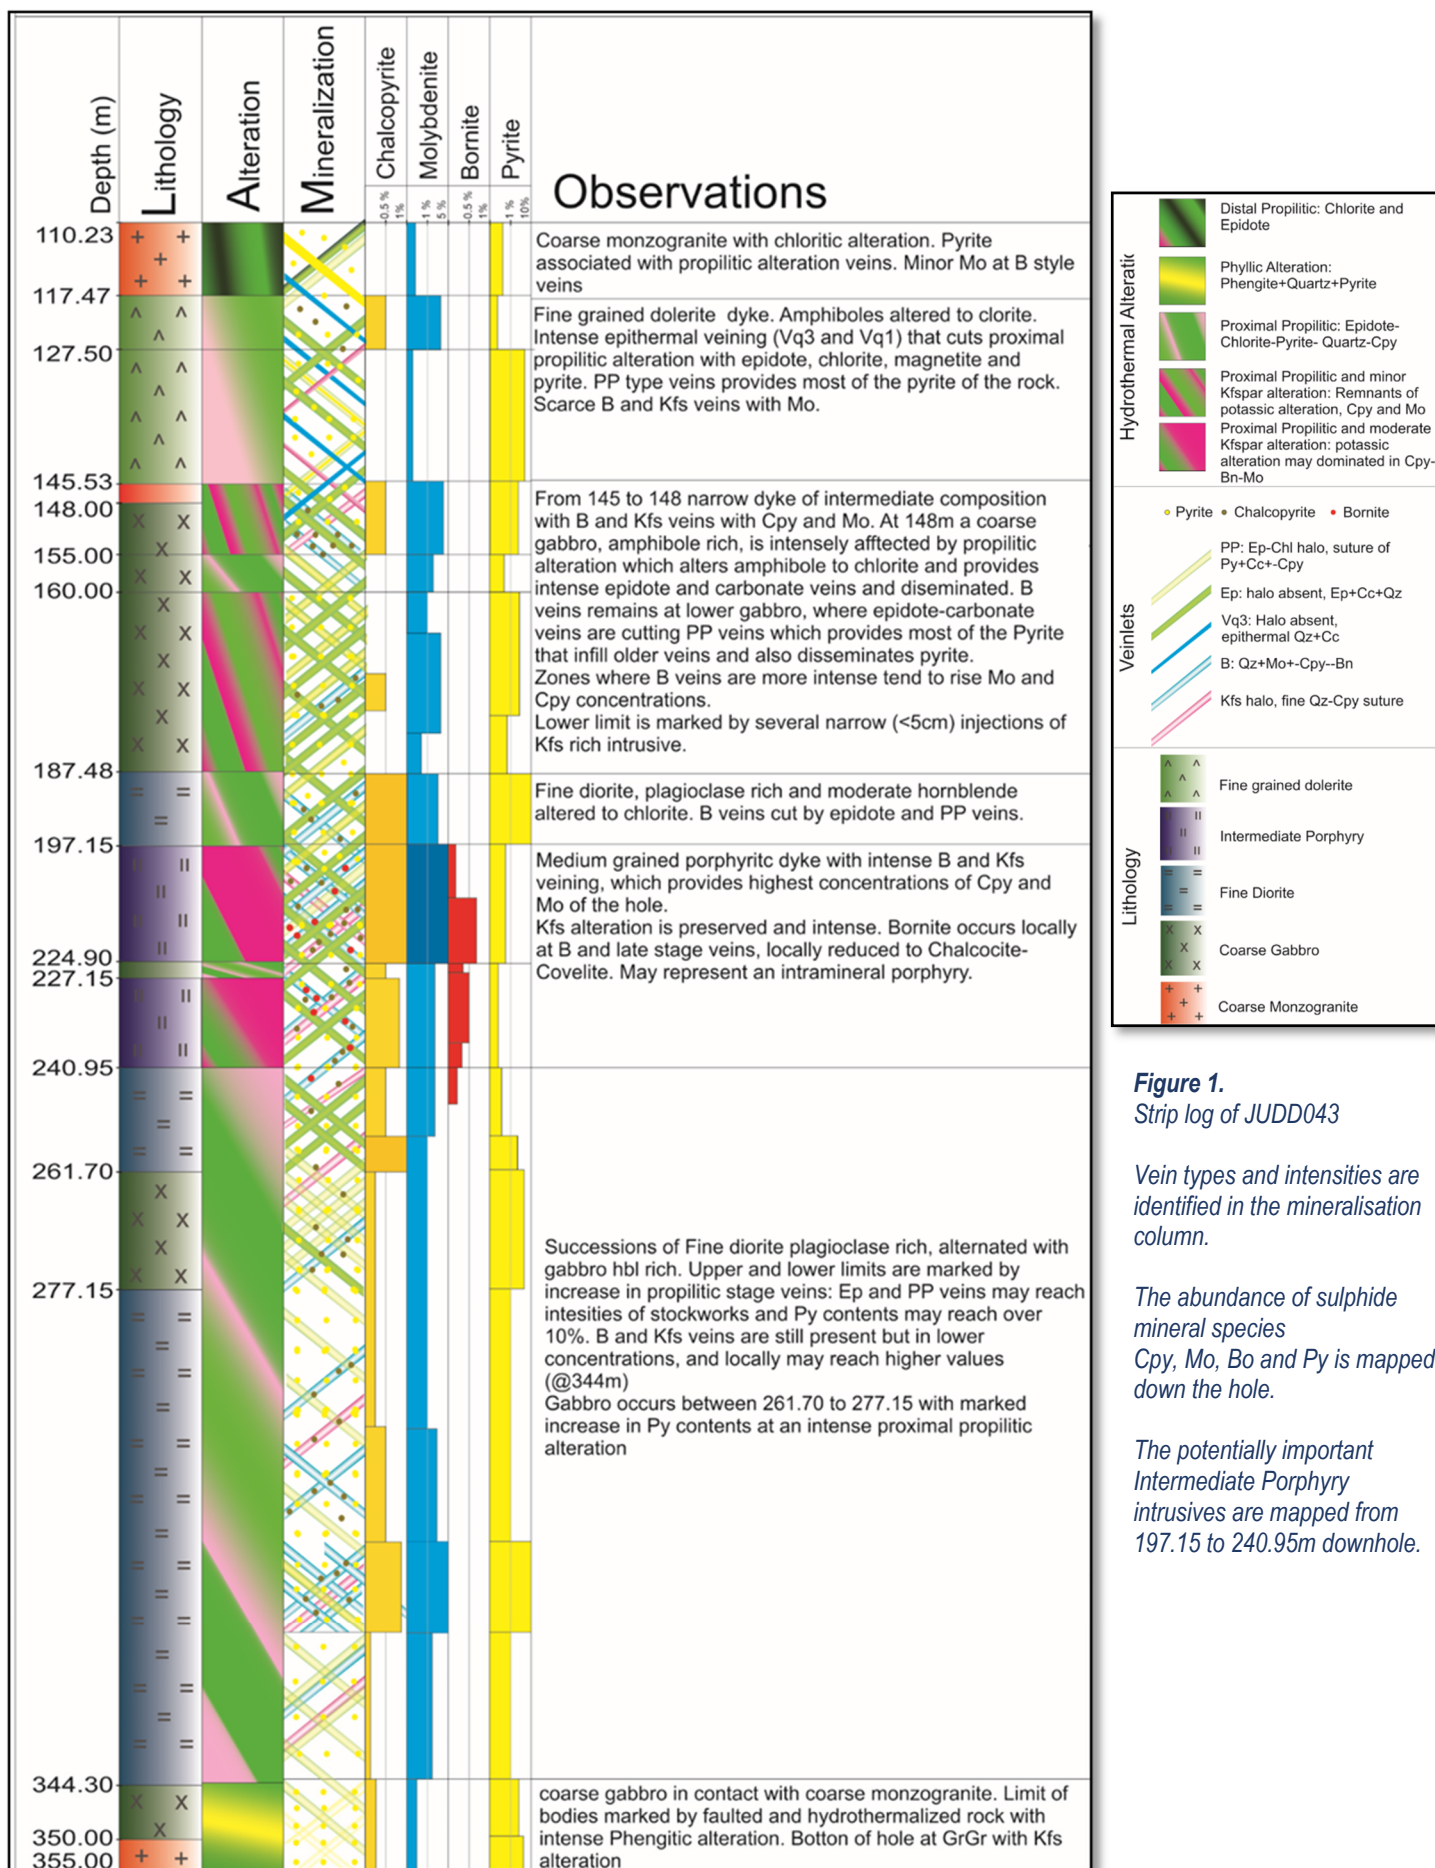 Depth (m)
Lithology
Alteration
Mineralization
Chalcopyrite
Molybdenite
Bornite
Pyrite
0.5 %
1%
1 %
5 %
0.5 %
1%
1 %
10%
Observations
110.23
117.47
127.50
145.53
148.00
155.00
160.00
187.48
197.15
224.90
227.15
240.95
261.70
277.15
344.30
350.00
355.00
Coarse monzogranite with chloritic alteration. Pyrite
associated with propilitic alteration veins. Minor Mo at B style
veins
Fine grained dolerite dyke. Amphiboles altered to clorite.
Intense epithermal veining (Vq3 and Vq1) that cuts proximal
propilitic alteration with epidote, chlorite, magnetite and
pyrite. PP type veins provides most of the pyrite of the rock.
Scarce B and Kfs veins with Mo.
From 145 to 148 narrow dyke of intermediate composition
with B and Kfs veins with Cpy and Mo. At 148m a coarse
gabbro, amphibole rich, is intensely afftected by propilitic
alteration which alters amphibole to chlorite and provides
intense epidote and carbonate veins and diseminated. B
veins remains at lower gabbro, where epidote-carbonate
veins are cutting PP veins which provides most of the Pyrite
that infill older veins and also disseminates pyrite.
Zones where B veins are more intense tend to rise Mo and
Cpy concentrations.
Lower limit is marked by several narrow (<5cm) injections of
Kfs rich intrusive.
Fine diorite, plagioclase rich and moderate hornblende
altered to chlorite. B veins cut by epidote and PP veins.
Medium grained porphyritc dyke with intense B and Kfs
veining, which provides highest concentrations of Cpy and
Mo of the hole.
Kfs alteration is preserved and intense. Bornite occurs locally
at B and late stage veins, locally reduced to Chalcocite-
Covelite. May represent an intramineral porphyry.
Successions of Fine diorite plagioclase rich, alternated with
gabbro hbl rich. Upper and lower limits are marked by
increase in propilitic stage veins: Ep and PP veins may reach
intesities of stockworks and Py contents may reach over
10%. B and Kfs veins are still present but in lower
concentrations, and locally may reach higher values
(@344m)
Gabbro occurs between 261.70 to 277.15 with marked
increase in Py contents at an intense proximal propilitic
alteration
coarse gabbro in contact with coarse monzogranite. Limit of
bodies marked by faulted and hydrothermalized rock with
intense Phengitic alteration. Botton of hole at GrGr with Kfs
alteration
Hydrothermal Alteratic
Distal Propilitic: Chlorite and
Epidote
Phyllic Alteration:
Phengite+Quartz+Pyrite
Proximal Propilitic: Epidote-
Chlorite-Pyrite- Quartz-Cpy
Proximal Propilitic and minor
Kfspar alteration: Remnants of
potassic alteration, Cpy and Mo
Proximal Propilitic and moderate
Kfspar alteration: potassic
alteration may dominated in Cpy-
Bn-Mo
Veinlets
Pyrite
Chalcopyrite
Bornite
PP: Ep-Chl halo, suture of
Py+Cc+-Cpy
Ep: halo absent, Ep+Cc+Qz
Vq3: Halo absent,
epithermal Qz+Cc
B: Qz+Mo+-Cpy--Bn
Kfs halo, fine Qz-Cpy suture
Lithology
Fine grained dolerite
Intermediate Porphyry
Fine Diorite
Coarse Gabbro
Coarse Monzogranite
Figure 1.
Strip log of JUDD043
Vein types and intensities are
identified in the mineralisation
column.
The abundance of sulphide
mineral species
Cpy, Mo, Bo and Py is mapped
down the hole.
The potentially important
Intermediate Porphyry
intrusives are mapped from
197.15 to 240.95m downhole.